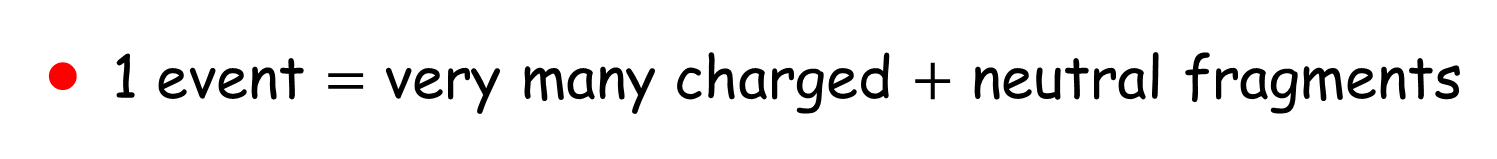 • 1 event = very many charged + neutral fragments